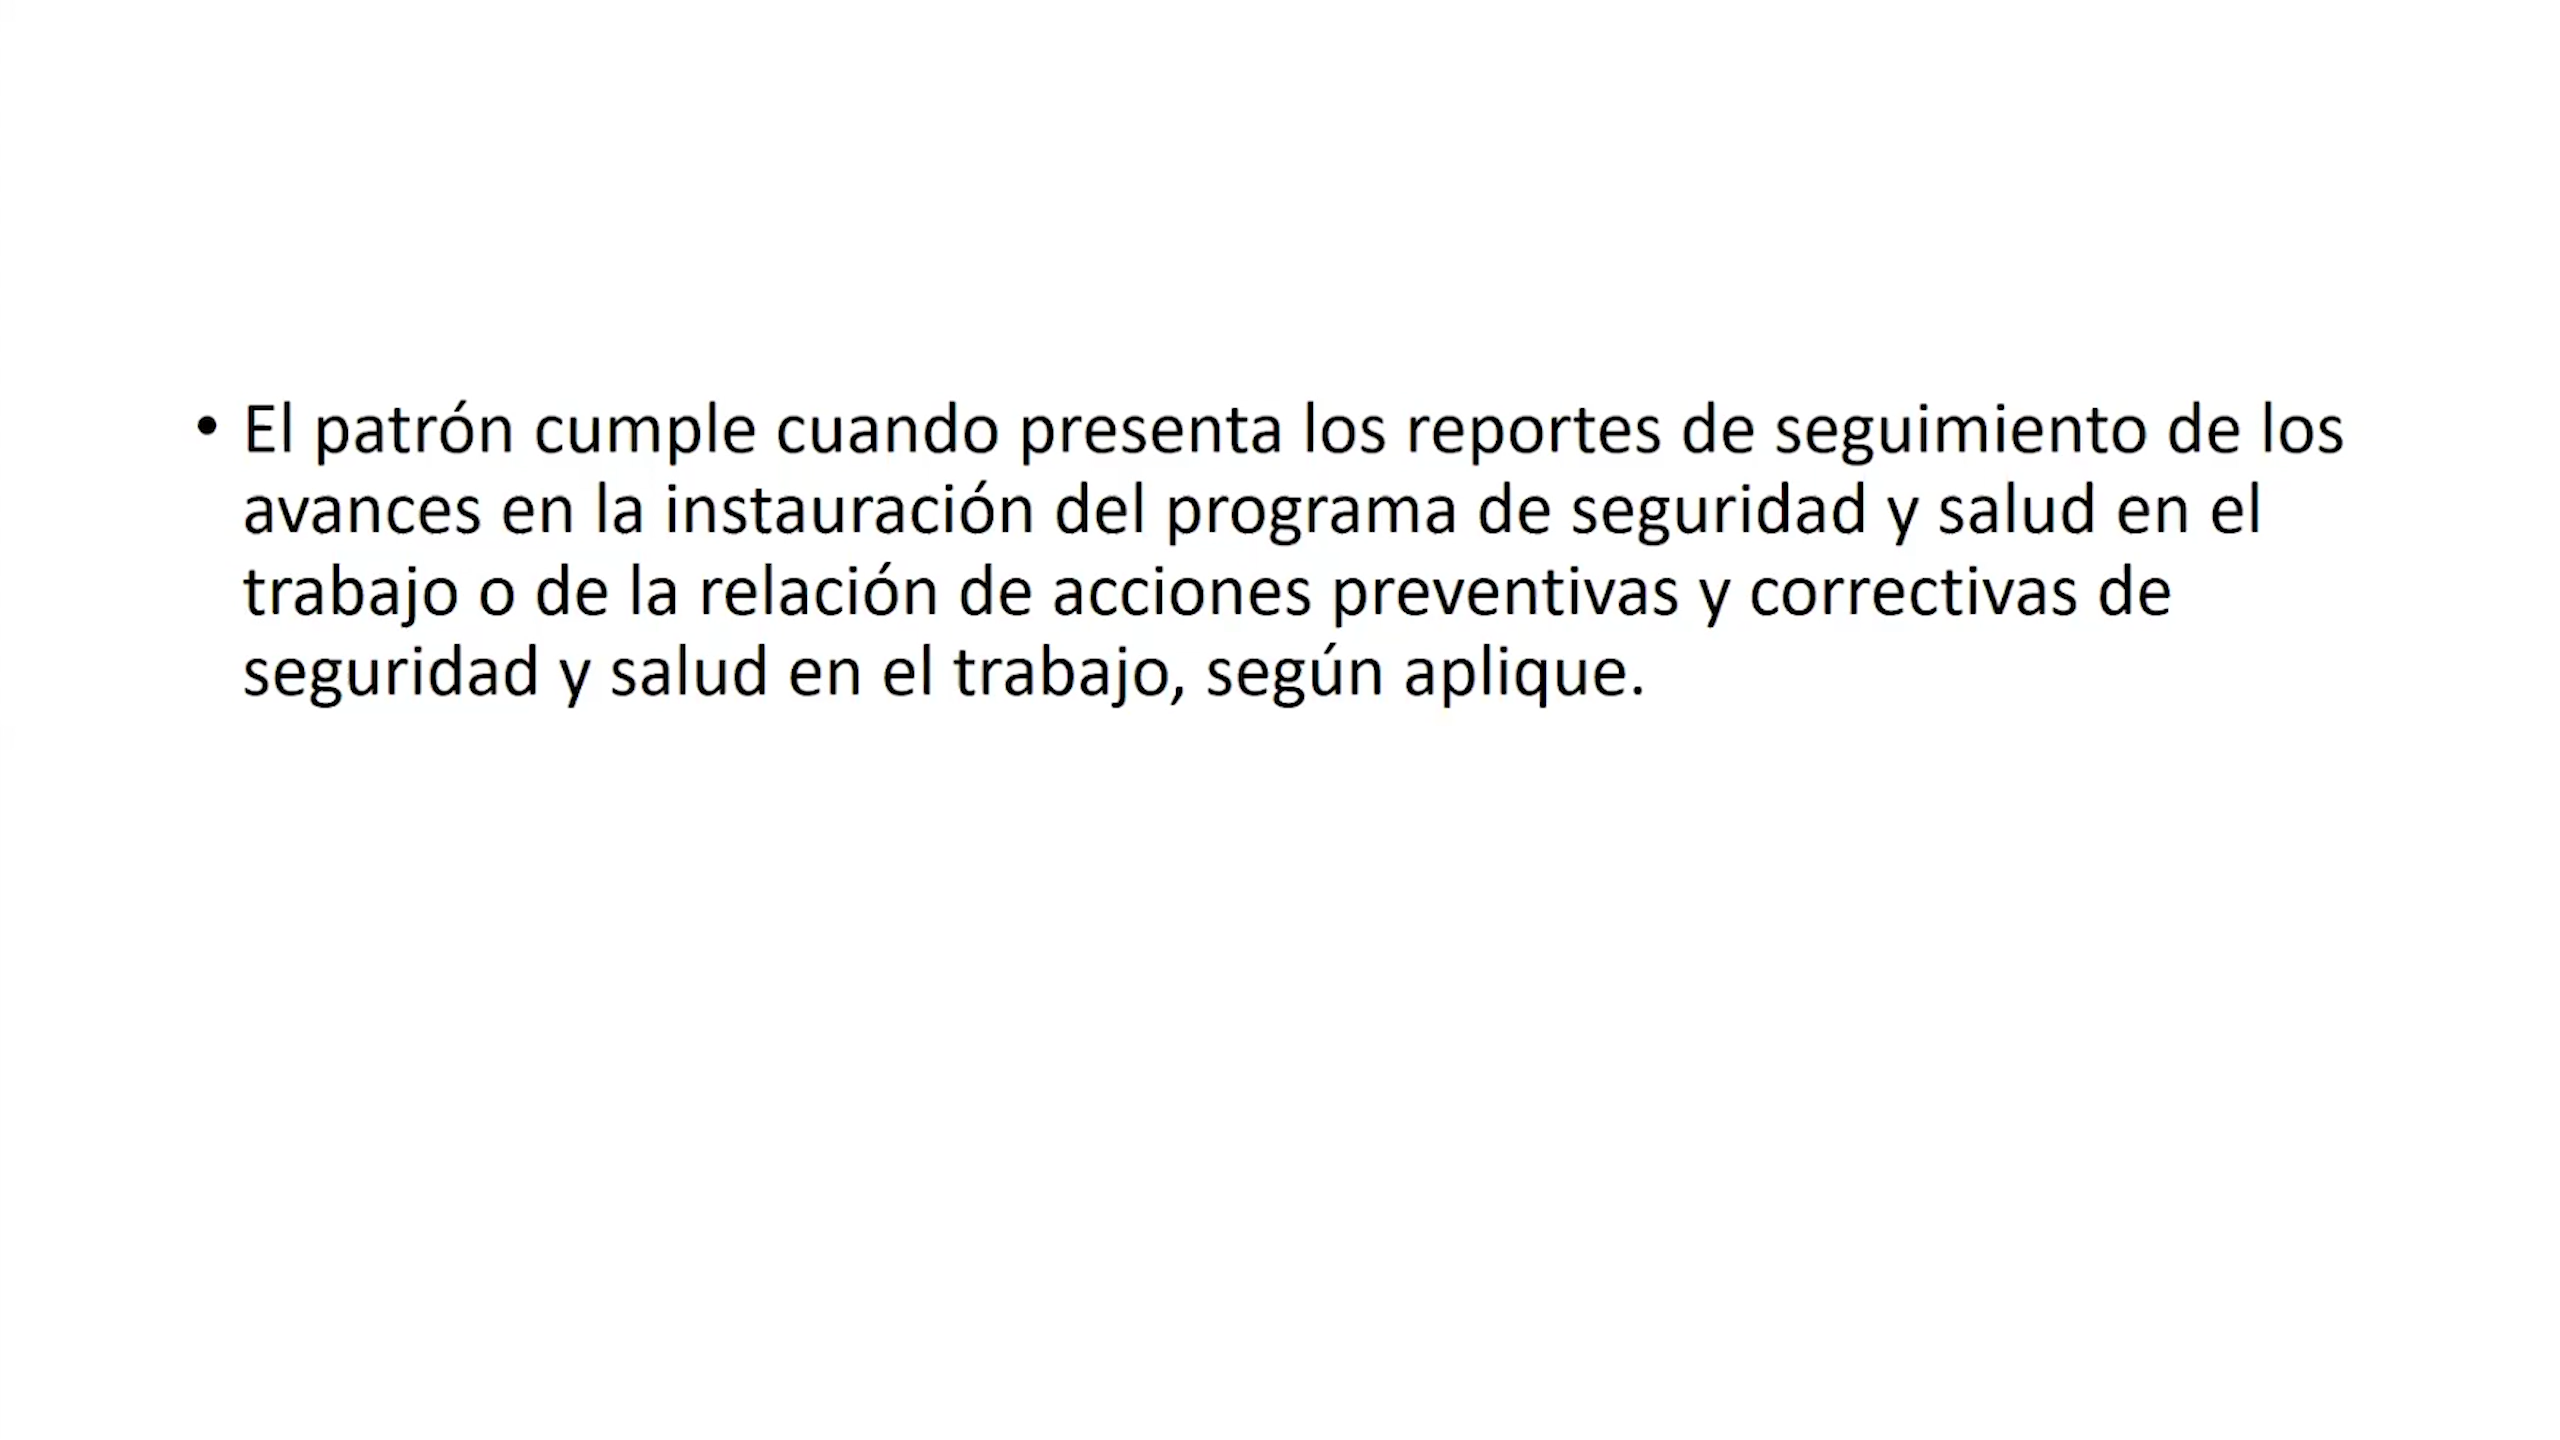 • El patrón cumple cuando presenta los reportes de seguimiento de los
avances en la instauración del programa de seguridad y salud en el
trabajo o de la relación de acciones preventivas y correctivas de
seguridad y salud en el trabajo, según aplique.